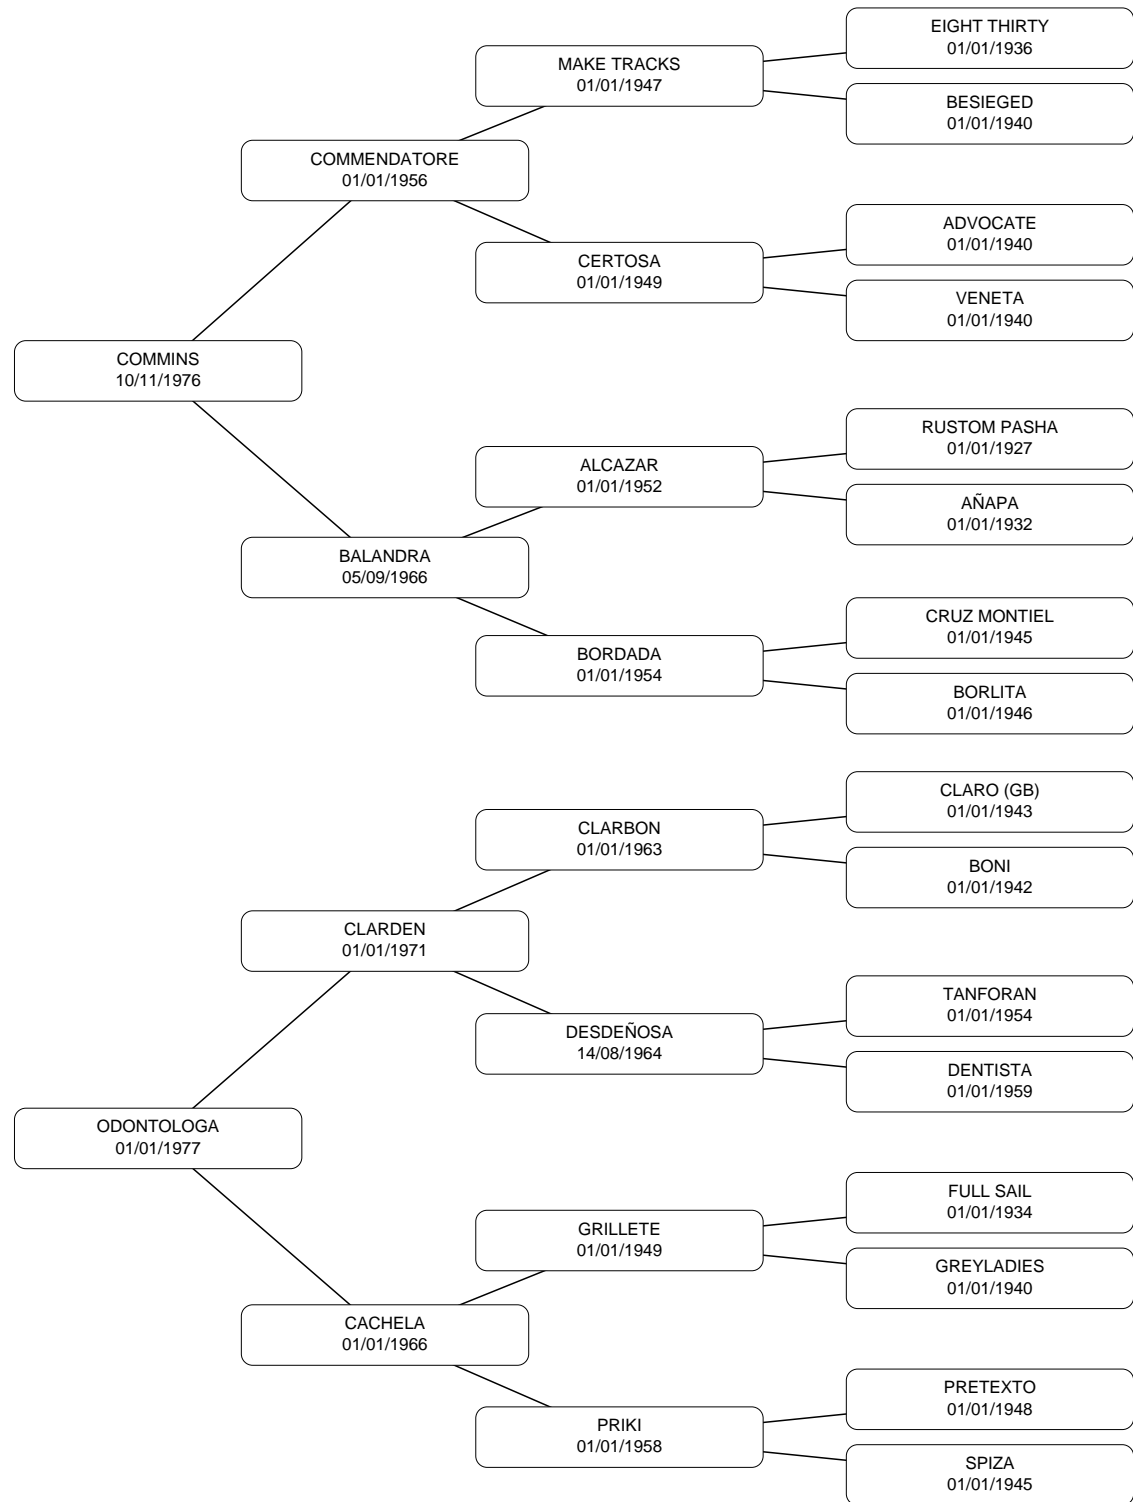 EIGHT THIRTY
01/01/1936
MAKE TRACKS
01/01/1947
BESIEGED
01/01/1940
COMMENDATORE
01/01/1956
ADVOCATE
01/01/1940
CERTOSA
01/01/1949
VENETA
01/01/1940
COMMINS
10/11/1976
RUSTOM PASHA
01/01/1927
ALCAZAR
01/01/1952
AÑAPA
01/01/1932
BALANDRA
05/09/1966
CRUZ MONTIEL
01/01/1945
BORDADA
01/01/1954
BORLITA
01/01/1946
CLARO (GB)
01/01/1943
CLARBON
01/01/1963
BONI
01/01/1942
CLARDEN
01/01/1971
TANFORAN
01/01/1954
DESDEÑOSA
14/08/1964
DENTISTA
01/01/1959
ODONTOLOGA
01/01/1977
FULL SAIL
01/01/1934
GRILLETE
01/01/1949
GREYLADIES
01/01/1940
CACHELA
01/01/1966
PRETEXTO
01/01/1948
PRIKI
01/01/1958
SPIZA
01/01/1945